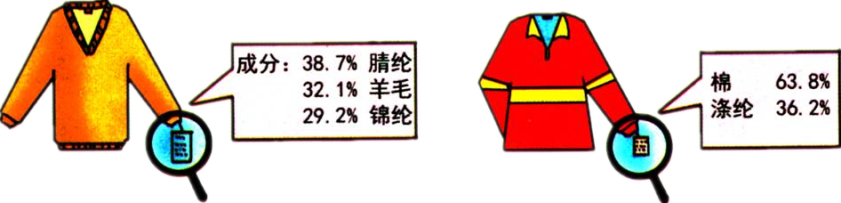 成分：38.7% 腈纶
32.1% 羊毛
29.2% 锦纶
棉 63.8%
涤纶 36.2%